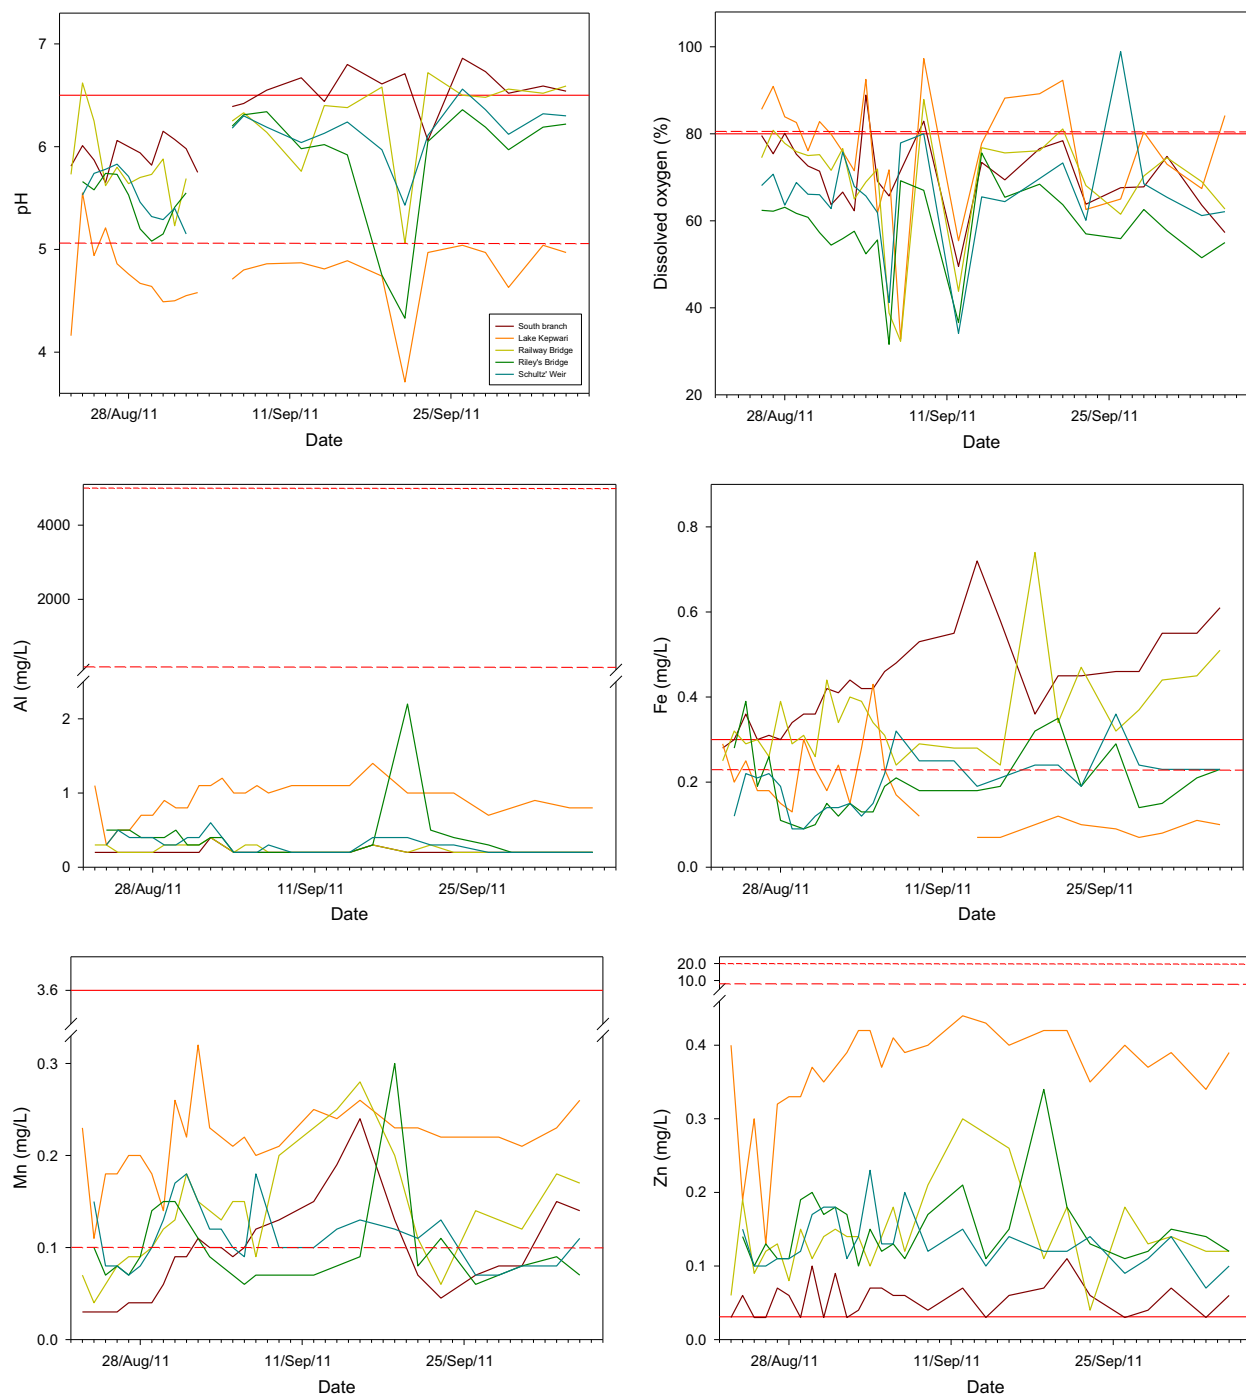 7
6
5
4
pH
South branch
Lake Kepwari
Railway Bridge
Riley's Bridge
Schultz' Weir
28/Aug/11 11/Sep/11 25/Sep/11
Date
100
80
60
40
20
Dissolved oxygen (%)
28/Aug/11 11/Sep/11 25/Sep/11
Date
4000
2000
2
1
0
Al (mg/L)
28/Aug/11 11/Sep/11 25/Sep/11
Date
0.8
0.6
0.4
0.2
0.0
Fe (mg/L)
28/Aug/11 11/Sep/11 25/Sep/11
Date
3.6
0.3
0.2
0.1
0.0
Mn (mg/L)
28/Aug/11 11/Sep/11 25/Sep/11
Date
20.0
10.0
0.4
0.3
0.2
0.1
0.0
Zn (mg/L)
28/Aug/11 11/Sep/11 25/Sep/11
Date